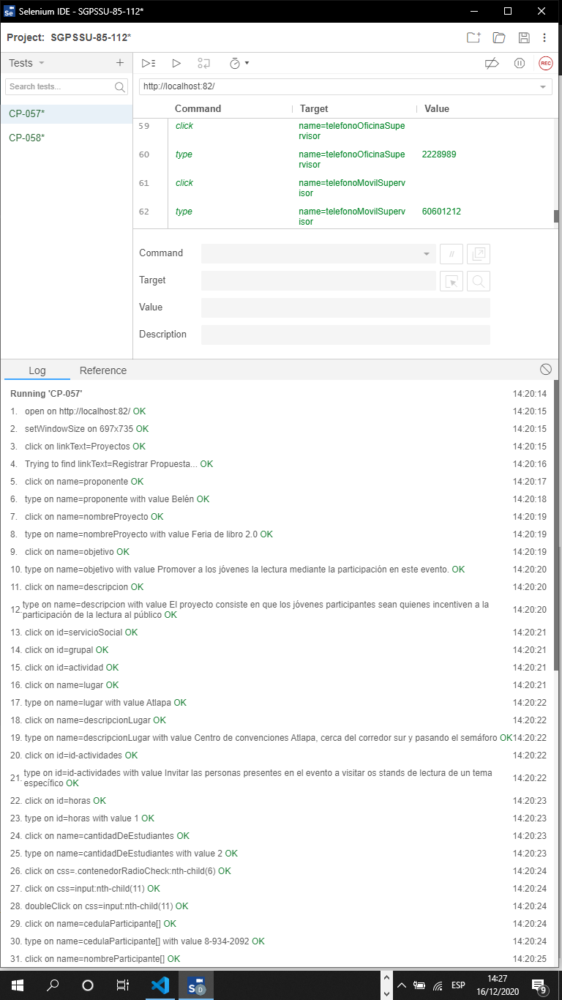 Selenium IDE - SGPSSU-85-112*
Project: SGPSSU-85-112*
Tests
Search tests...
http://localhost:82/
REC
Command Target Value
CP-057*
CP-058*
59 click name=telefonoOficinaSupe
rvisor
60 type name=telefonoOficinaSupe 2228989
rvisor
61 click name=telefonoMovilSuperv
isor
62 type name=telefonoMovilSuperv 60601212
isor
Command
//
Target
Value
Description
Log Reference
Running 'CP-057' 14:20:14
1. open on http://localhost:82/ OK 14:20:15
2. setWindowSize on 697x735 OK 14:20:15
3. click on linkText=Proyectos OK 14:20:15
4. Trying to find linkText=Registrar Propuesta... OK 14:20:16
5. click on name=proponente OK 14:20:17
6. type on name=proponente with value Belén OK 14:20:18
7. click on name=nombreProyecto OK 14:20:19
8. type on name=nombreProyecto with value Feria de libro 2.0 OK 14:20:19
9. click on name=objetivo OK 14:20:19
10. type on name=objetivo with value Promover a los jóvenes la lectura mediante la participación en este evento. OK 14:20:20
11. click on name=descripcion OK 14:20:20
12. type on name=descripcion with value El proyecto consiste en que los jóvenes participantes sean quienes incentiven a la 14:20:20
participación de la lectura al público OK
13. click on id=servicioSocial OK 14:20:21
14. click on id=grupal OK 14:20:21
15. click on id=actividad OK 14:20:21
16. click on name=lugar OK 14:20:21
17. type on name=lugar with value Atlapa OK 14:20:22
18. click on name=descripcionLugar OK 14:20:22
19. type on name=descripcionLugar with value Centro de convenciones Atlapa, cerca del corredor sur y pasando el semáforo OK 14:20:22
20. click on id=id-actividades OK 14:20:22
21. type on id=id-actividades with value Invitar las personas presentes en el evento a visitar os stands de lectura de un tema 14:20:22
específico OK
22. click on id=horas OK 14:20:23
23. type on id=horas with value 1 OK 14:20:23
24. click on name=cantidadDeEstudiantes OK 14:20:23
25. type on name=cantidadDeEstudiantes with value 2 OK 14:20:23
26. click on css=.contenedorRadioCheck:nth-child(6) OK 14:20:24
27. click on css=input:nth-child(11) OK 14:20:24
28. doubleClick on css=input:nth-child(11) OK 14:20:24
29. click on name=cedulaParticipante[] OK 14:20:24
30. type on name=cedulaParticipante[] with value 8-934-2092 OK 14:20:24
31. click on name=nombreParticipante[] OK 14:20:25
ESP
14:27
16/12/2020
9